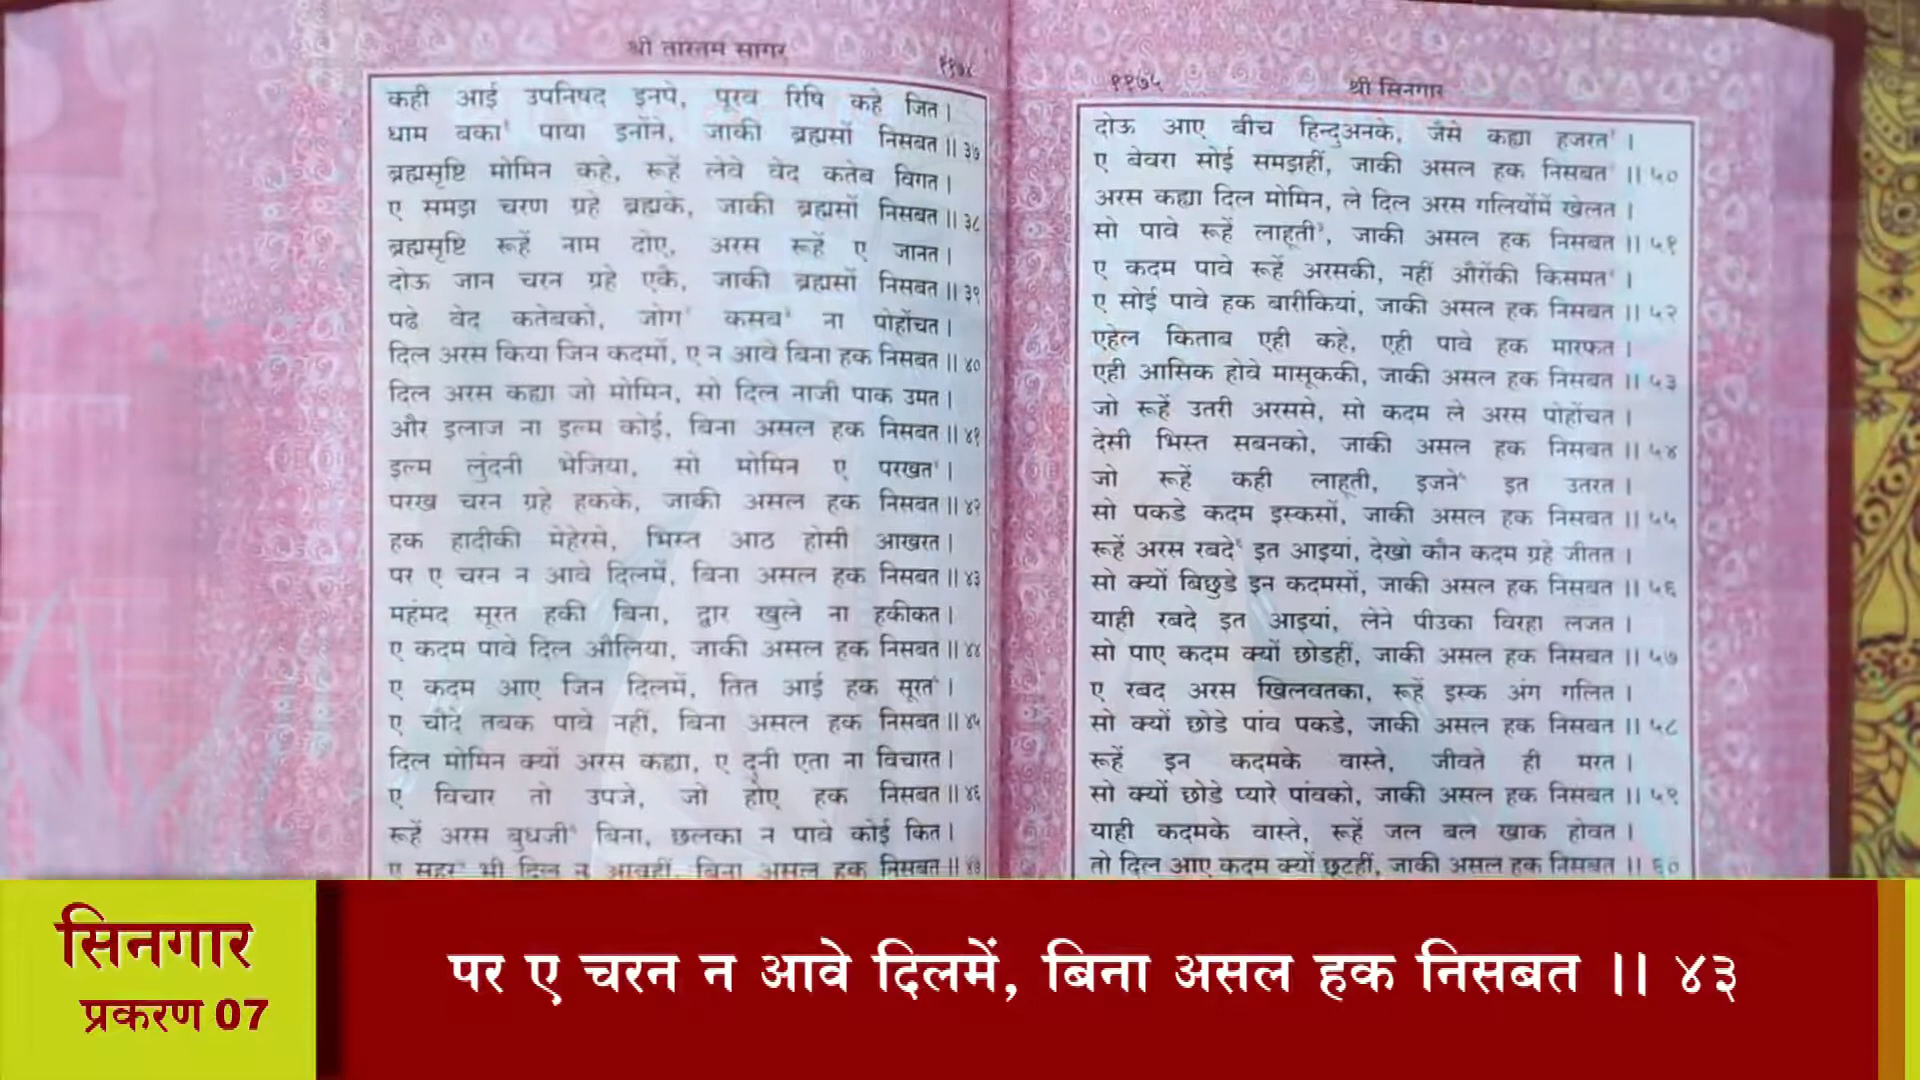 श्री तारतम सागर
११७४
कही आई उपनिषद इनपे, पूरव रिषि कहे जित।
धाम बका' पाया इनोंने, जाकी ब्रह्मसों निसबत॥३७
ब्रह्मसृष्टि मोमिन कहे, रूहें लेवे वेद कतेब विगत।
ए समझ चरण ग्रहे ब्रह्मके, जाकी ब्रह्मसों निसबत॥३८
ब्रह्मसृष्टि रूहें नाम दोए, अरस रूहें ए जानत।
दोऊ जान चरन ग्रहे एकै, जाकी ब्रह्मसों निसबत॥३९
पढे वेद कतेबको, जोग कसब ना पोहोंचत।
दिल अरस किया जिन कदमों, ए न आवे बिना हक निसबत॥४०
दिल अरस कह्या जो मोमिन, सो दिल नाजी पाक उमत।
और इलाज ना इल्म कोई, बिना असल हक निसबत॥४१
इल्म लुंदनी भेजिया, सो मोमिन ए परखत।
परख चरन ग्रहे हकके, जाकी असल हक निसबत॥४२
हक हादीकी मेहेरसे, भिस्त आठ होसी आखरत।
पर ए चरन न आवे दिलमें, बिना असल हक निसबत॥४३
महंमद सूरत हकी बिना, द्वार खुले ना हकीकत।
ए कदम पावे दिल औलिया, जाकी असल हक निसबत॥४४
ए कदम आए जिन दिलमें, तित आई हक सूरत।
ए चौदे तबक पावे नहीं, बिना असल हक निसबत॥४५
दिल मोमिन क्यों अरस कह्या, ए दुनी एता ना विचारत।
ए विचार तो उपजे, जो होए हक निसबत॥४६
रूहें अरस बुधजी बिना, छलका न पावे कोई कित।
ए सहूर भी दिल न आवहीं, बिना असल हक निसबत॥४७
११७५
श्री सिनगार
दोऊ आए बीच हिन्दुअनके, जैसे कह्या हजरत।
ए बेवरा सोई समझहीं, जाकी असल हक निसबत॥५०
अरस कह्या दिल मोमिन, ले दिल अरस गलियोंमें खेलत।
सो पावे रूहें लाहूती, जाकी असल हक निसबत॥५१
ए कदम पावे रूहें अरसकी, नहीं औरोंकी किसमत।
ए सोई पावे हक बारीकियां, जाकी असल हक निसबत॥५२
एहेल किताब एही कहे, एही पावे हक मारफत।
एही आसिक होवे मासूककी, जाकी असल हक निसबत॥५३
जो रूहें उतरी अरससे, सो कदम ले अरस पोहोंचत।
देसी भिस्त सबनको, जाकी असल हक निसबत॥५४
जो रूहें कही लाहूती, इजने इत उतरत।
सो पकडे कदम इस्कसों, जाकी असल हक निसबत॥५५
रूहें अरस रबदे इत आइयां, देखो कौन कदम ग्रहे जीतत।
सो क्यों बिछुडे इन कदमसों, जाकी असल हक निसबत॥५६
याही रबदे इत आइयां, लेने पीउका विरहा लजत।
सो पाए कदम क्यों छोडहीं, जाकी असल हक निसबत॥५७
ए रबद अरस खिलवतका, रूहें इस्क अंग गलित।
सो क्यों छोडे पांव पकडे, जाकी असल हक निसबत॥५८
रूहें इन कदमके वास्ते, जीवते ही मरत।
सो क्यों छोडे प्यारे पांवको, जाकी असल हक निसबत॥५९
याही कदमके वास्ते, रूहें जल बल खाक होवत।
तो दिल आए कदम क्यों छूटहीं, जाकी असल हक निसबत॥६०
सिनगार
प्रकरण 07
पर ए चरन न आवे दिलमें, बिना असल हक निसबत॥ ४३